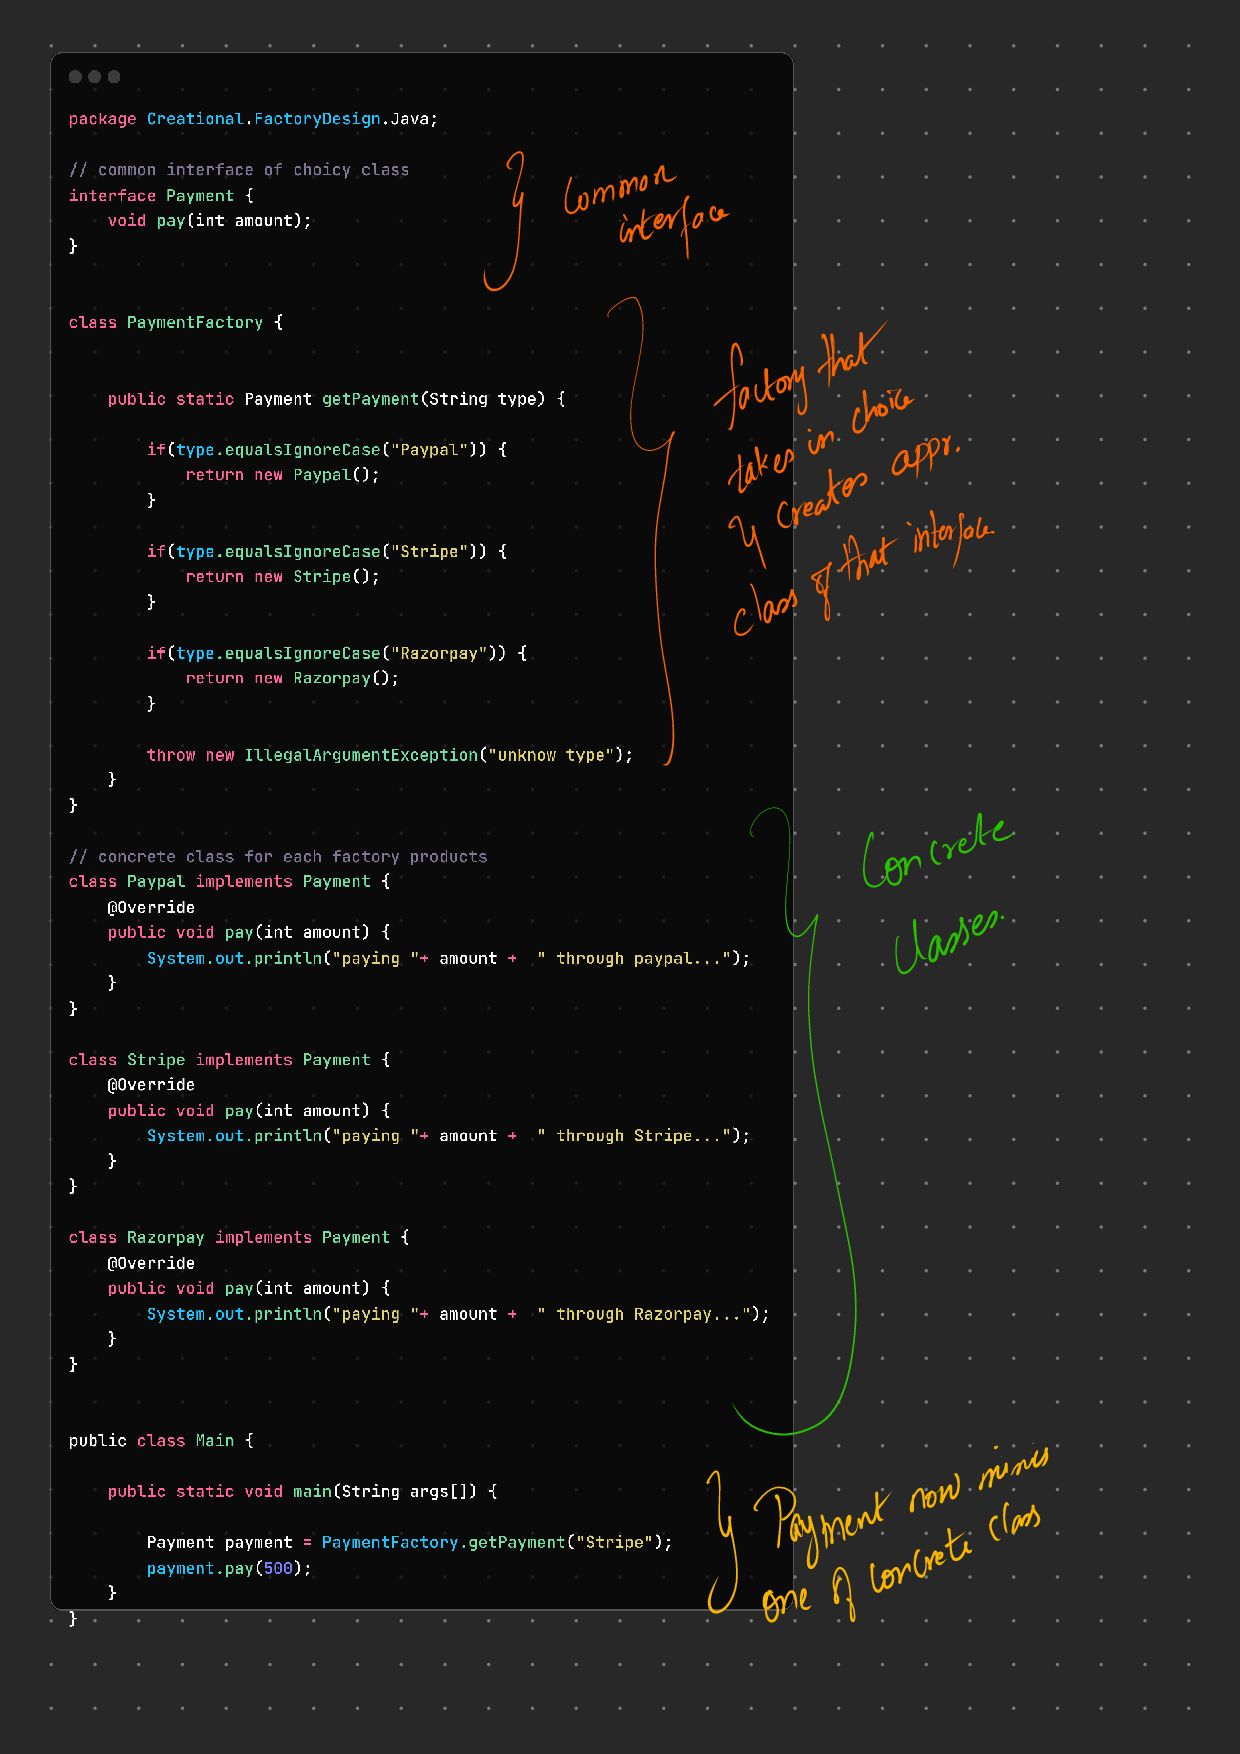 package Creational.FactoryDesign.Java;
// common interface of choicy class
interface Payment {
void pay(int amount);
}
Common
interface
class PaymentFactory {
public static Payment getPayment(String type) {
if(type.equalsIgnoreCase("Paypal")) {
return new Paypal();
}
if(type.equalsIgnoreCase("Stripe")) {
return new Stripe();
}
if(type.equalsIgnoreCase("Razorpay")) {
return new Razorpay();
}
throw new IllegalArgumentException("unknow type");
}
}
factory that
takes in choice
& creates appr.
class of that interface
// concrete class for each factory products
class Paypal implements Payment {
@Override
public void pay(int amount) {
System.out.println("paying "+ amount +  " through paypal...");
}
}
class Stripe implements Payment {
@Override
public void pay(int amount) {
System.out.println("paying "+ amount +  " through Stripe...");
}
}
class Razorpay implements Payment {
@Override
public void pay(int amount) {
System.out.println("paying "+ amount +  " through Razorpay...");
}
}
Concrete
classes.
public class Main {
public static void main(String args[]) {
Payment payment = PaymentFactory.getPayment("Stripe");
payment.pay(500);
}
}
Payment now
one of concrete class